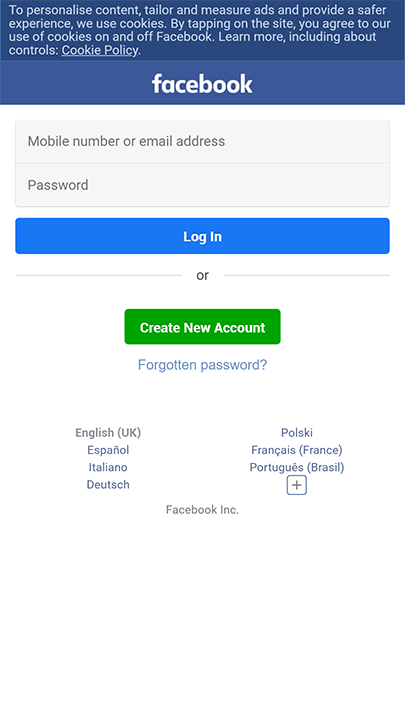 To personalise content, tailor and measure ads and provide a safer
experience, we use cookies. By tapping on the site, you agree to our
use of cookies on and off Facebook. Learn more, including about
controls: Cookie Policy.
facebook
Mobile number or email address
Password
Log In
or
Create New Account
Forgotten password?
English (UK)
Polski
Español
Français (France)
Italiano
Português (Brasil)
Deutsch
Facebook Inc.